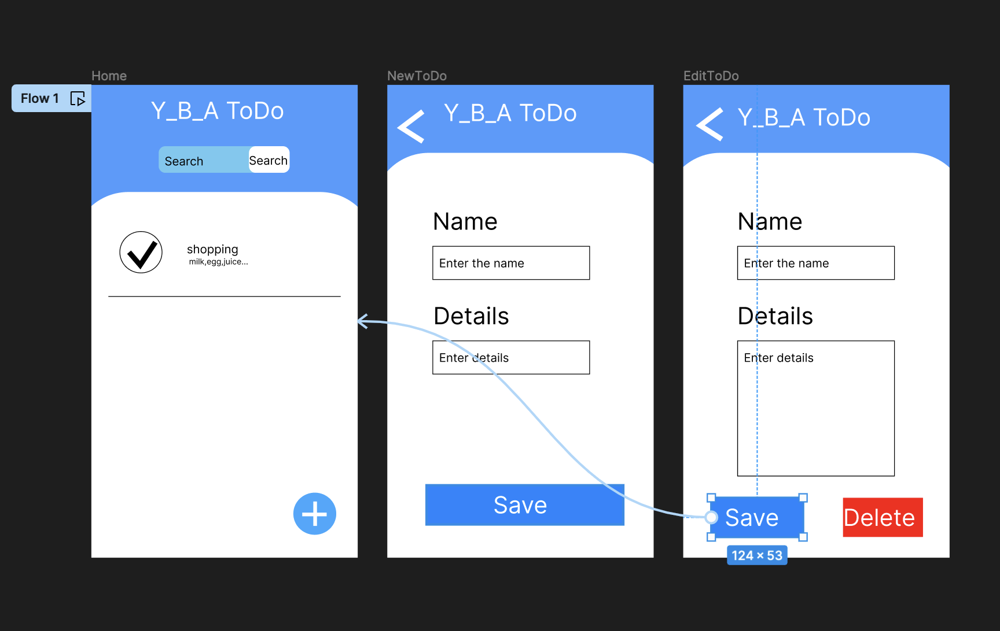 Home
Flow 1
Y_B_A ToDo
Search
Search
shopping
milk,egg,juice...
NewToDo
Y_B_A ToDo
Name
Enter the name
Details
Enter details
Save
EditToDo
Y_B_A ToDo
Name
Enter the name
Details
Enter details
Save
Delete
124 × 53